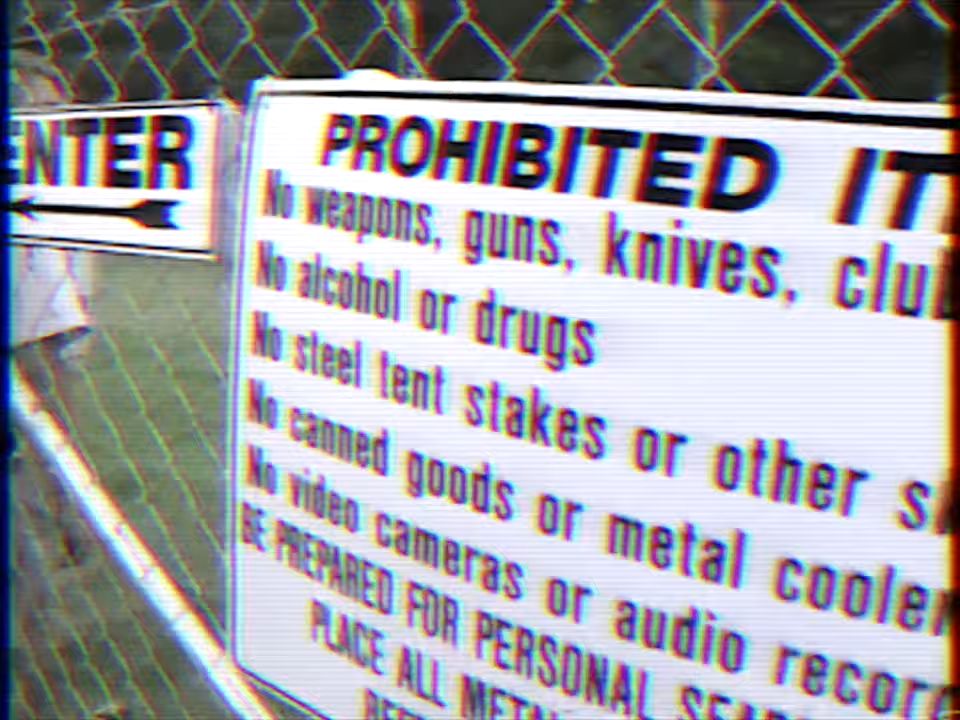 ENTER
PROHIBITED
No weapons, guns, knives,
No alcohol or drugs
No steel tent stakes or other
No canned goods or metal
No video cameras or audio
BE PREPARED FOR PERSONAL
PLACE ALL